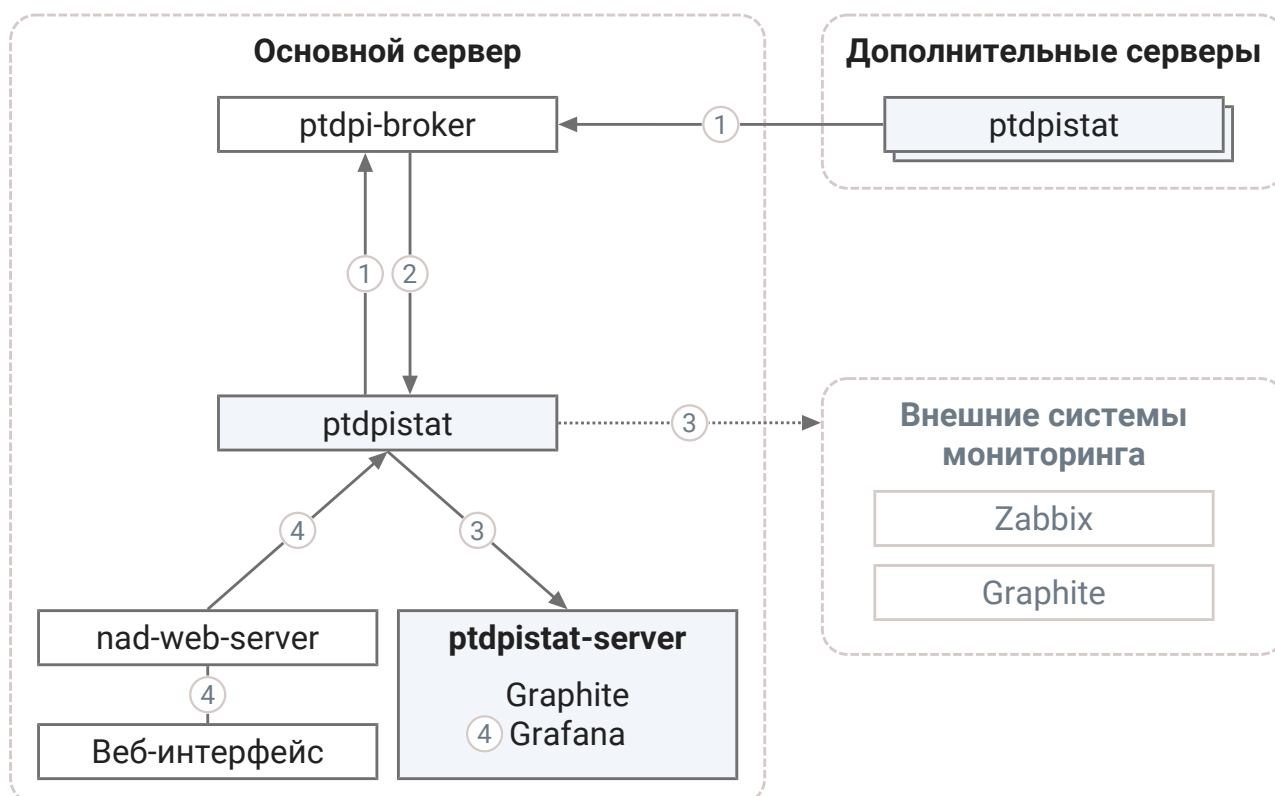 Основной сервер
Дополнительные серверы
ptdpi-broker
1
ptdpistat
1
2
ptdpistat
3
Внешние системы
мониторинга
Zabbix
Graphite
4
3
nad-web-server
4
Веб-интерфейс
ptdpistat-server
Graphite
4 Grafana